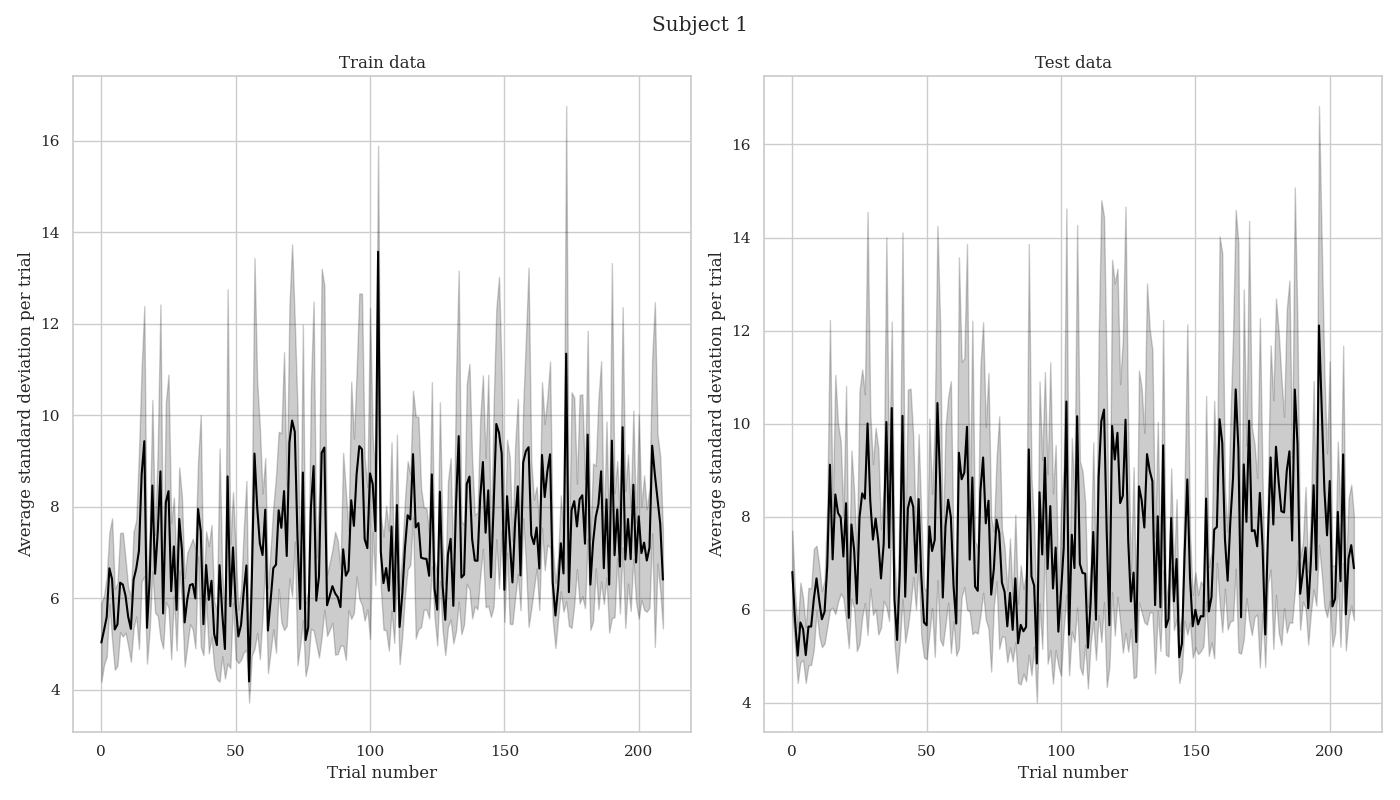 Subject 1
Train data
Average standard deviation per trial
16
14
12
10
8
6
4
0 50 100 150 200
Trial number
Test data
Average standard deviation per trial
16
14
12
10
8
6
4
0 50 100 150 200
Trial number